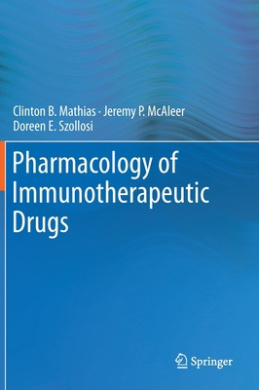 Clinton B. Mathias · Jeremy P. McAleer
Doreen E. Szollosi
Pharmacology of
Immunotherapeutic
Drugs
Springer